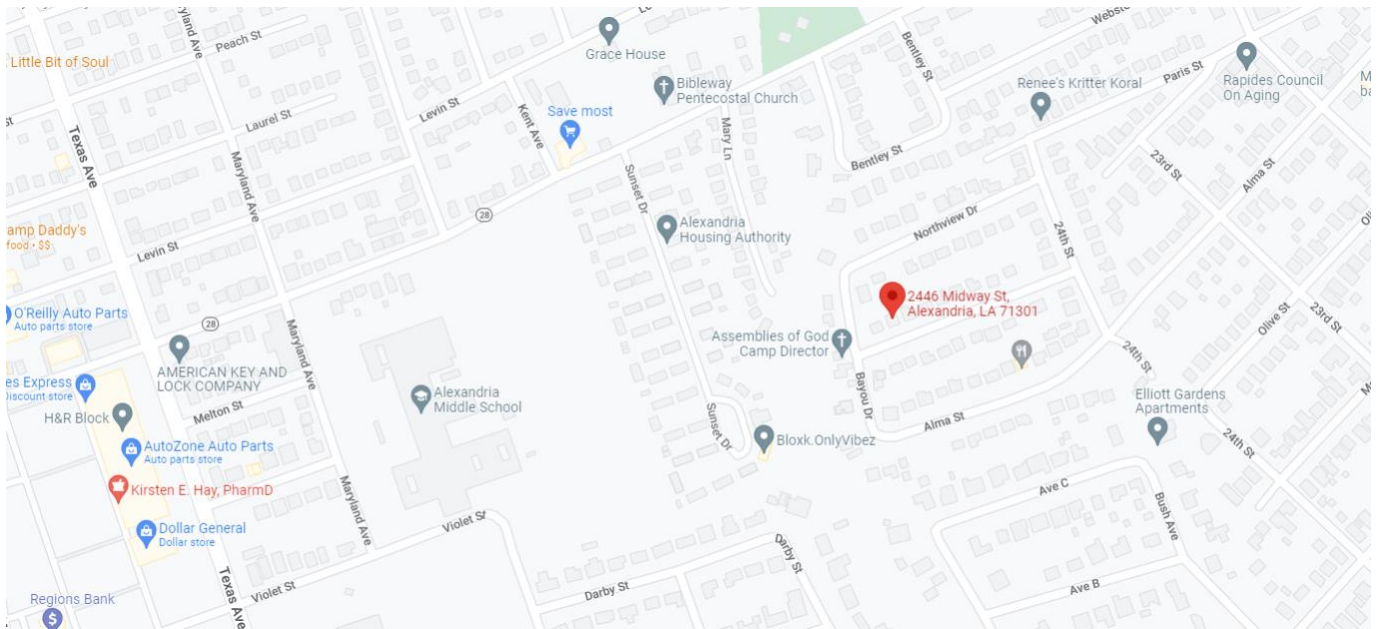 Maryland Ave
Peach St
Little Bit of Soul
Grace House
Bibleway
Pentecostal Church
Save most
Kent Ave
Levin St
Laurel St
Maryland Ave
Texas Ave
Mary Ln
Bentley St
Renee's Kritter Koral
Paris St
Rapides Council
On Aging
Bentley St
23rd St
Alma St
Sunset Dr
28
Alexandria
Housing Authority
Northview Dr
24th St
amp Daddy's
food • $$
Levin St
O'Reilly Auto Parts
Auto parts store
28
2446 Midway St,
Alexandria, LA 71301
Assemblies of God
Camp Director
Olive St
23rd St
AMERICAN KEY AND
LOCK COMPANY
Maryland Ave
24th St
es Express
Discount store
H&R Block
Melton St
Alexandria
Middle School
Bayou Dr
Alma St
Elliott Gardens
Apartments
Sunset Dr
Bloxk.OnlyVibez
AutoZone Auto Parts
Auto parts store
24th St
Kirsten E. Hay, PharmD
Maryland Ave
Ave C
Bush Ave
Dollar General
Dollar store
Violet St
Darby St
Texas Ave
Violet St
Darby St
Ave B
Regions Bank
$